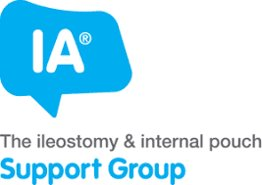 IA®
The ileostomy & internal pouch
Support Group